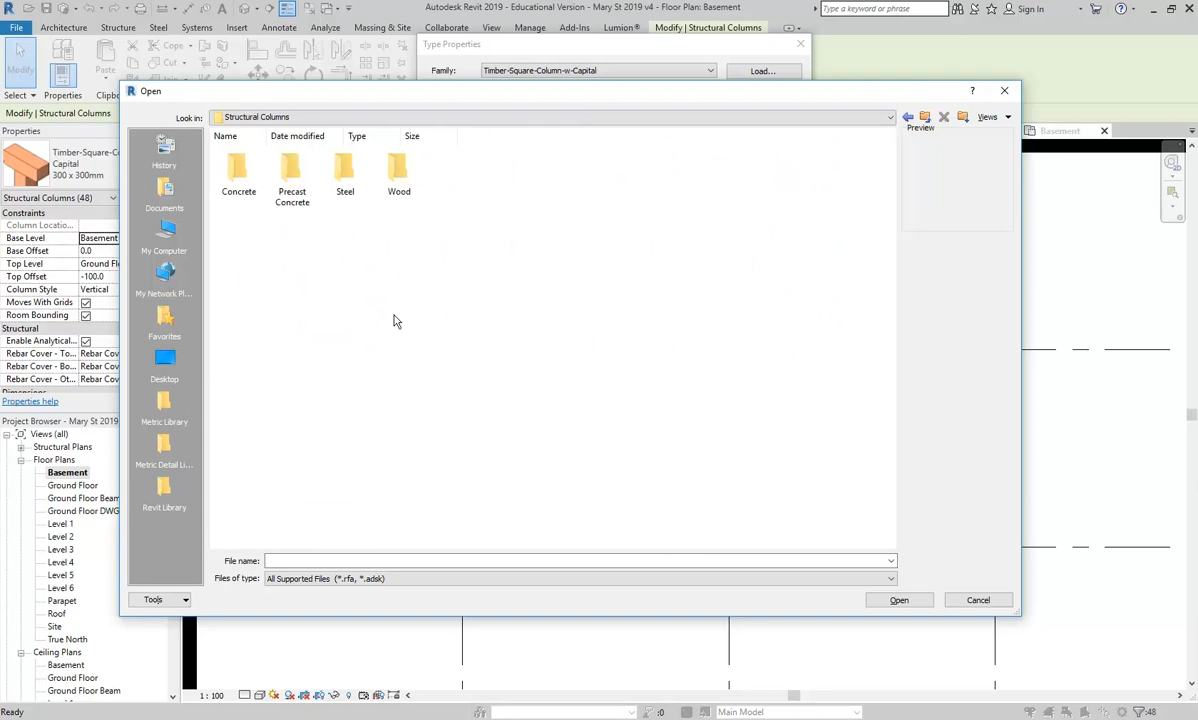 Autodesk Revit 2019 - Educational Version - Mary St 2019 v4 - Floor Plan: Basement
Type a keyword or phrase
Sign In
File Architecture Structure Steel Systems Insert Annotate Analyze Massing & Site Collaborate View Manage Add-Ins Lumion® Modify | Structural Columns
Modify
Select
Properties
Paste
Clipbo
Cope
Cut
Join
Type Properties
Family: Timber-Square-Column-w-Capital Load...
Modify | Structural Columns
Open
Look in: Structural Columns Views
Preview
Name Date modified Type Size
Concrete
Precast Concrete
Steel
Wood
History
Documents
My Computer
My Network Pl...
Favorites
Desktop
Metric Library
Metric Detail Li...
Revit Library
File name:
Files of type: All Supported Files (*.rfa, *.adsk)
Tools Open Cancel
Basement
Properties
Timber-Square-Co
Capital
300 x 300mm
Structural Columns (48)
Constraints
Column Locatio...
Base Level Basement
Base Offset 0.0
Top Level Ground Fl
Top Offset -100.0
Column Style Vertical
Moves With Grids
Room Bounding
Structural
Enable Analytical...
Rebar Cover - To... Rebar Cov
Rebar Cover - Bo... Rebar Cov
Rebar Cover - Ot... Rebar Cov
Dimensions
Properties help
Project Browser - Mary St 2019
Views (all)
Structural Plans
Floor Plans
Basement
Ground Floor
Ground Floor Beam
Ground Floor DWG
Level 1
Level 2
Level 3
Level 4
Level 5
Level 6
Parapet
Roof
Site
True North
Ceiling Plans
Basement
Ground Floor
Ground Floor Beam
1 : 100
Ready
:0
Main Model
:48